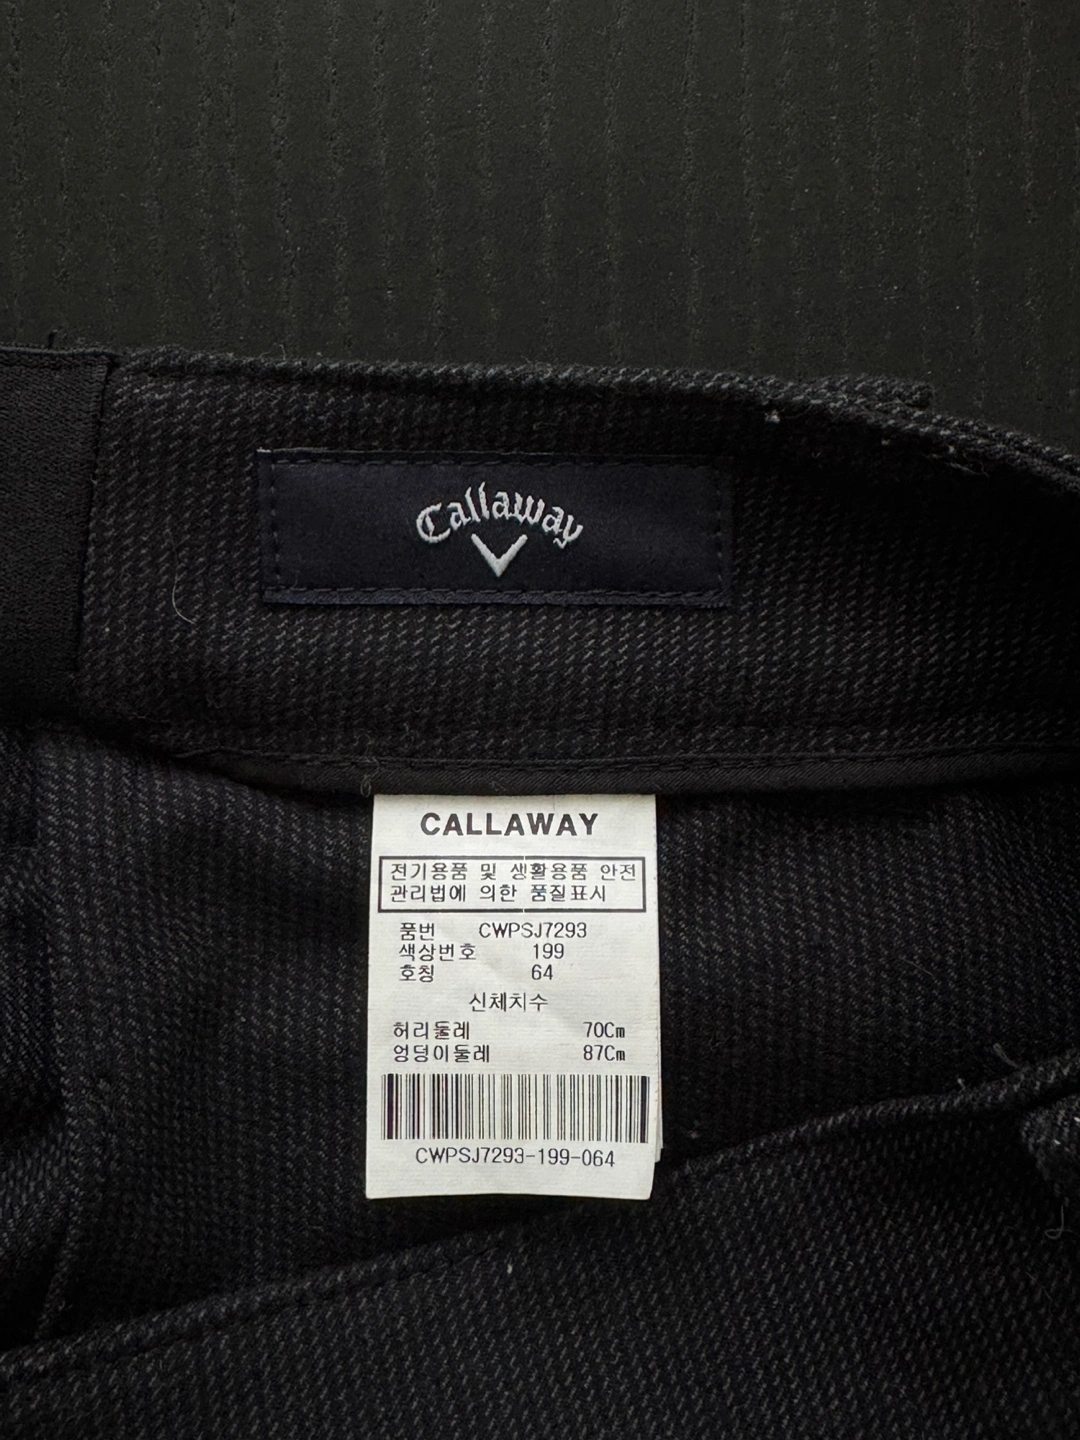 Callaway
CALLAWAY
전기용품 및 생활용품 안전
관리법에 의한 품질표시
품번 CWPSJ7293
색상번호 199
호칭 64
신체치수
허리둘레 70Cm
엉덩이둘레 87Cm
CWPSJ7293-199-064